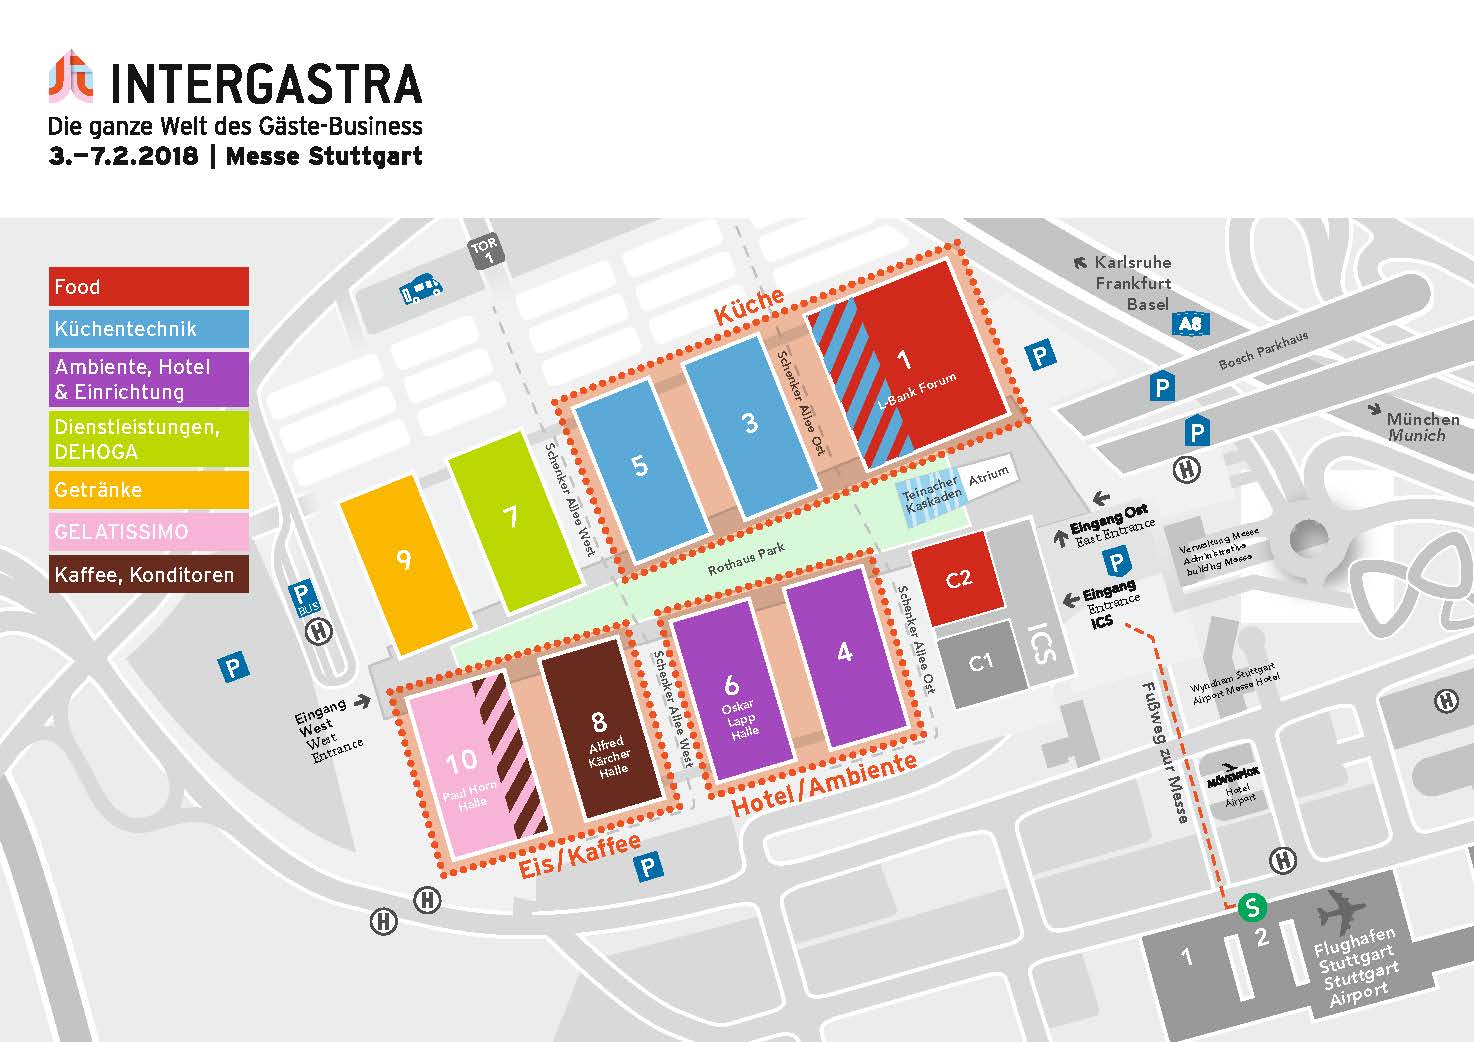 INTERGASTRA
Die ganze Welt des Gäste-Business
3.–7.2.2018 | Messe Stuttgart
Food
Küchentechnik
Ambiente, Hotel
& Einrichtung
Dienstleistungen,
DEHOGA
Getränke
GELATISSIMO
Kaffee, Konditoren
TOR
1
Küche
1
L-Bank Forum
3
5
7
9
Schenker Allee Ost
Schenker Allee West
Rothaus Park
Teinacher
Kaskaden
Atrium
Karlsruhe
Frankfurt
Basel
A8
Bosch Parkhaus
München
Munich
P
P
P
P
H
Eingang Ost
East Entrance
P
Eingang
Entrance
ICS
Verwaltung Messe
Administrative
building Messe
C2
C1
ICS
Schenker Allee Ost
4
6
Oskar
Lapp
Halle
Hotel/Ambiente
Schenker Allee West
8
Alfred
Kärcher
Halle
10
Paul Horn
Halle
Eis/Kaffee
P
P
BUS
H
P
Eingang
West
West
Entrance
H
H
Fußweg zur Messe
Wyndham Stuttgart
Airport Messe Hotel
MÖVENPICK
Hotel
Airport
H
H
S
1
2
Flughafen
Stuttgart
Stuttgart
Airport